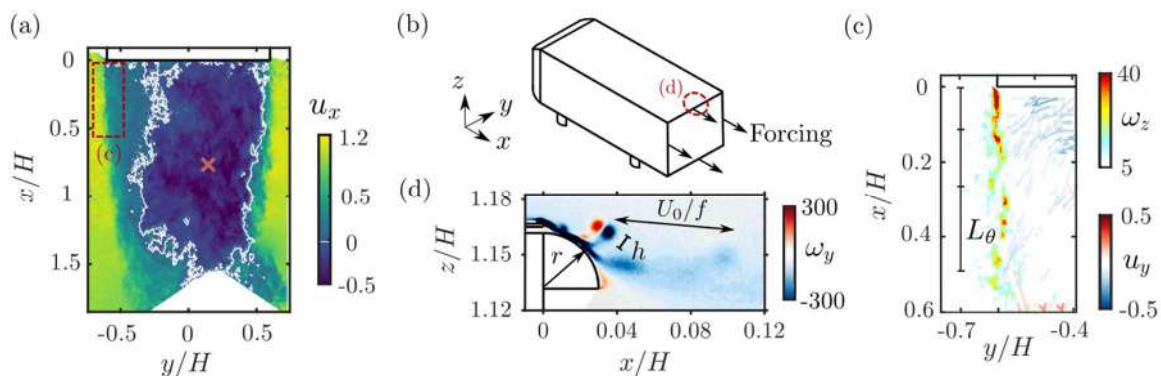 (a)
0
0.5
1
1.5
x/H
-0.5
0
0.5
y/H
(c)
u_x
1.2
0.5
0
-0.5
(b)
z
y
x
(d)
Forcing
(d)
1.18
1.15
1.12
z/H
0
0.04
0.08
0.12
x/H
r
h
U_0/f
300
ω_y
-300
(c)
0
0.2
0.4
0.6
x/H
-0.7
-0.4
y/H
L_θ
40
ω_z
5
0.5
u_y
-0.5